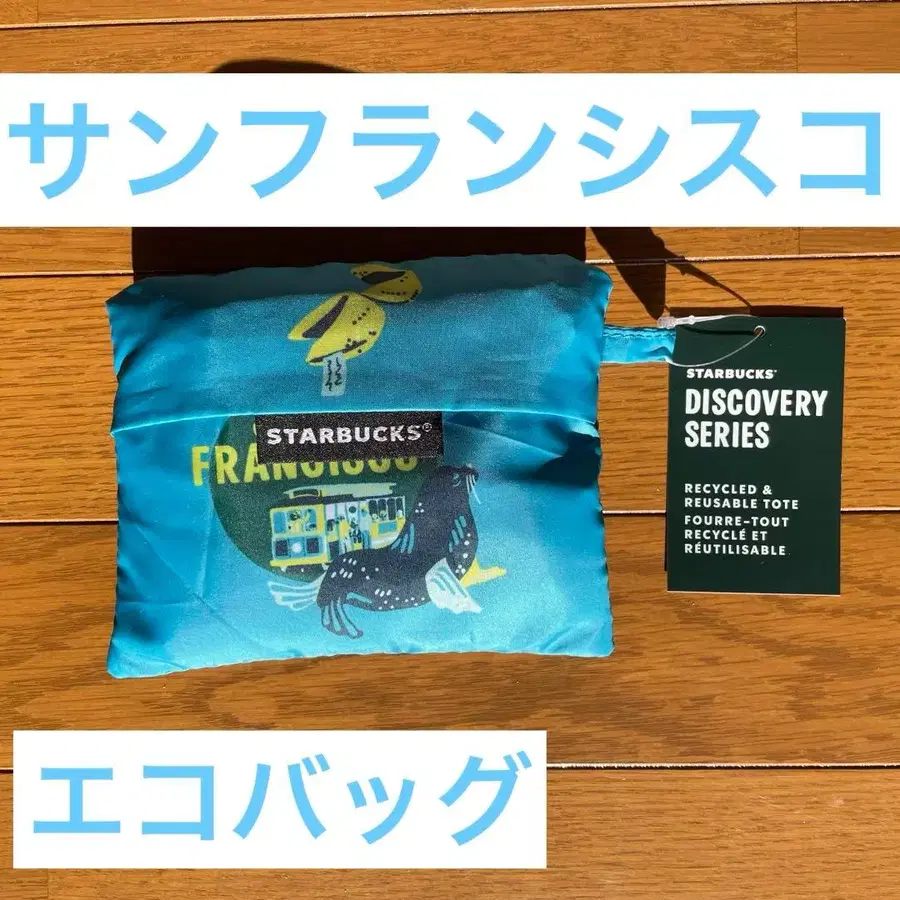 サンフランシスコ
STARBUCKS®
FRANCISCO
STARBUCKS®
DISCOVERY
SERIES
RECYCLED &
REUSABLE TOTE
FOURRE-TOUT
RECYCLÉ ET
RÉUTILISABLE
エコバッグ